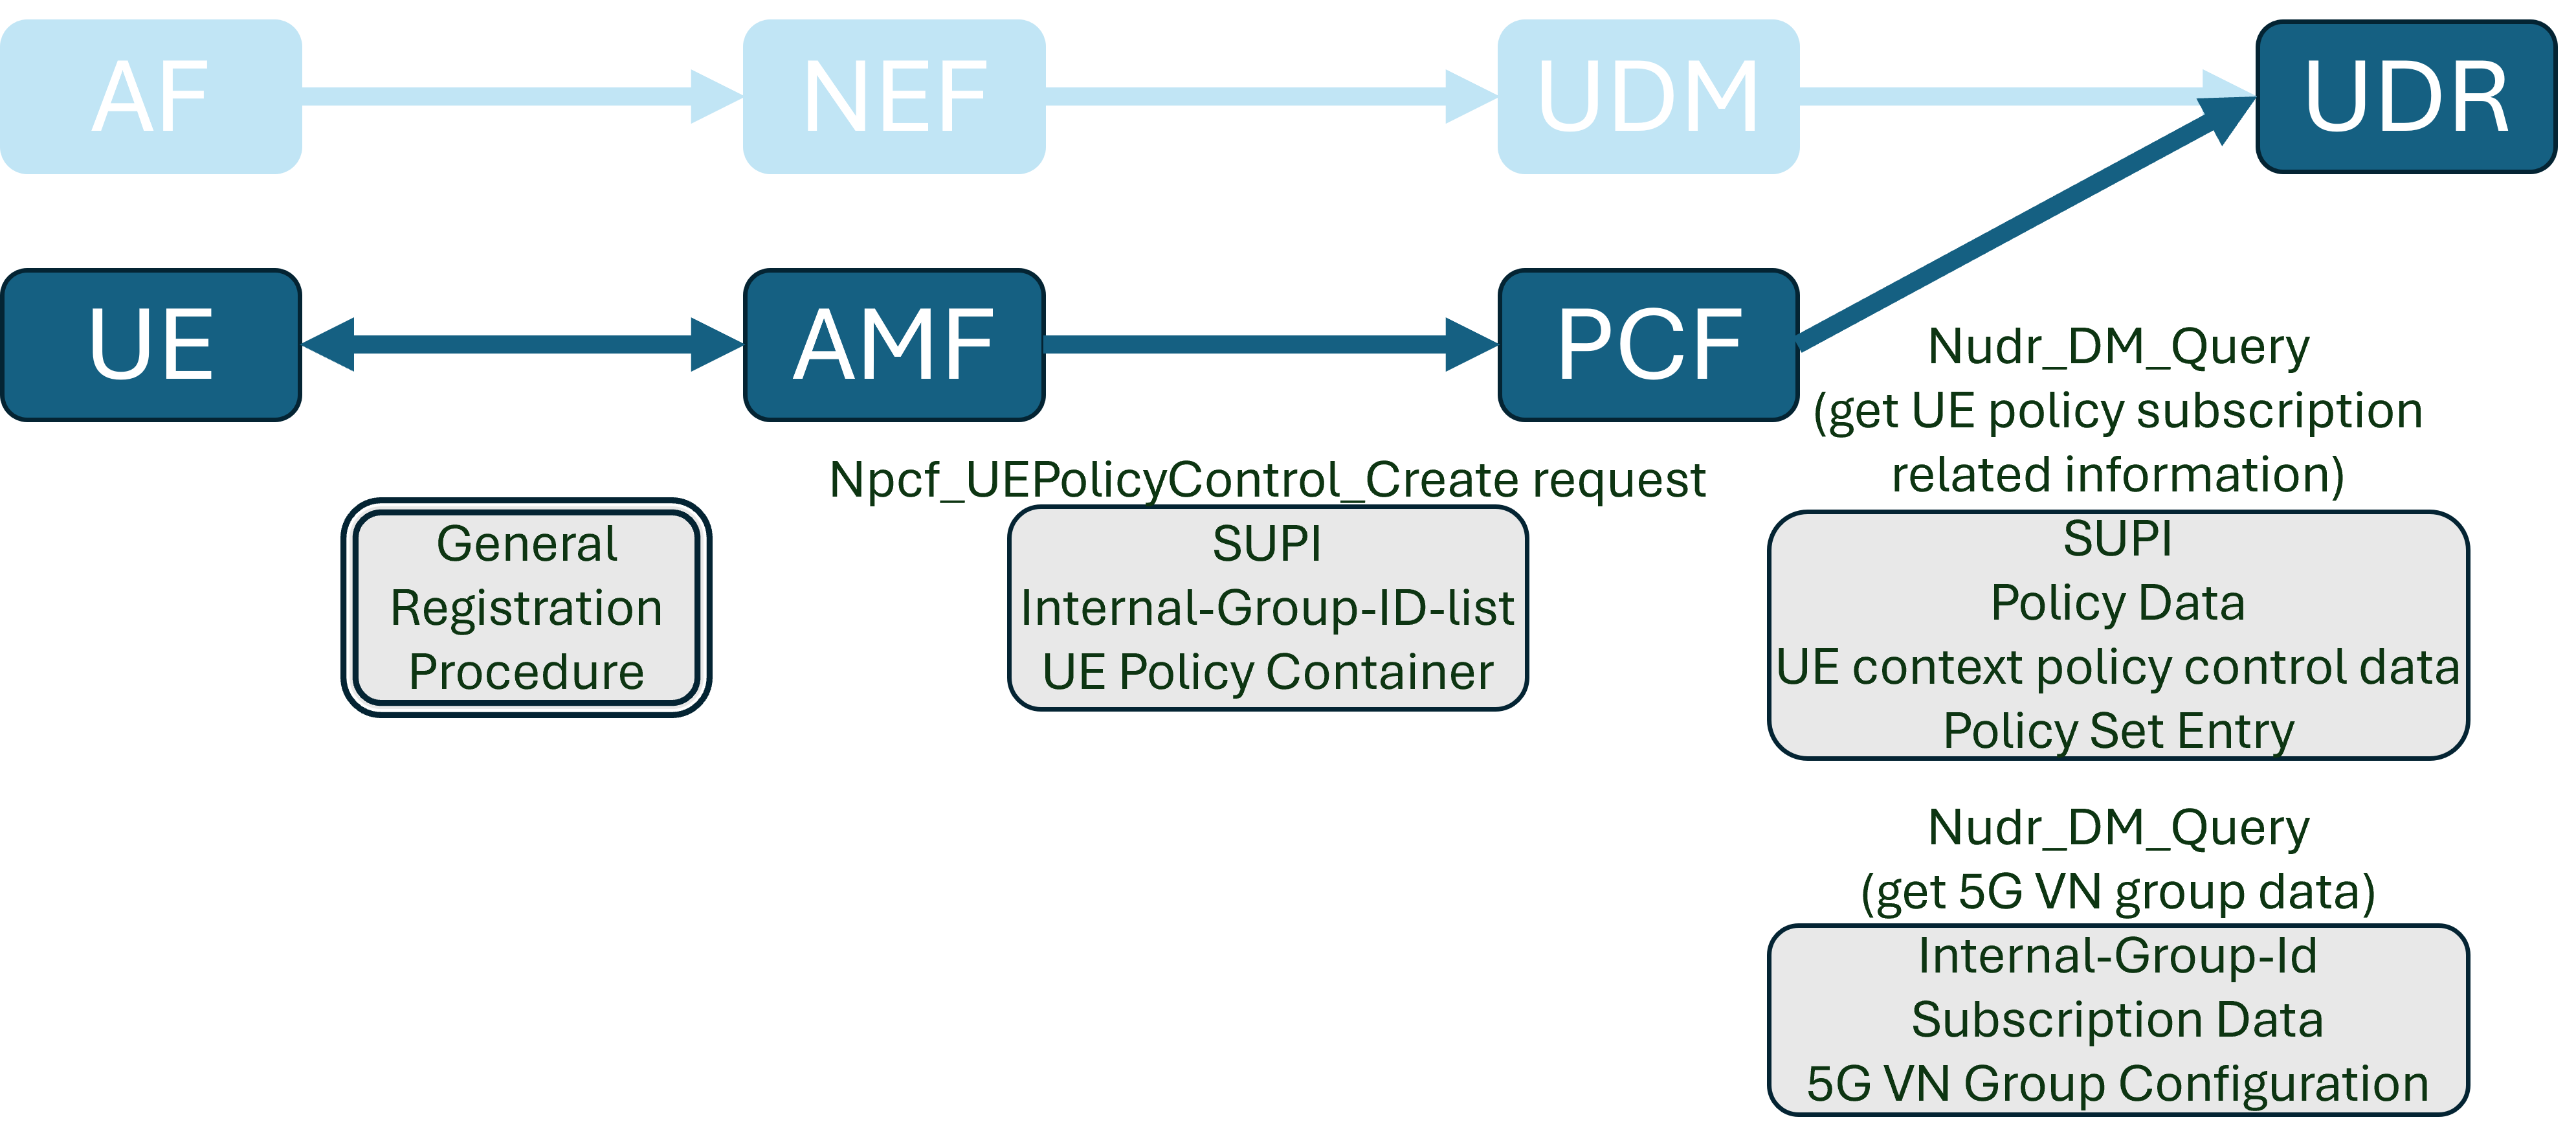 AF
NEF
UDM
UDR
UE
AMF
PCF
Nudr_DM_Query
(get UE policy subscription
related information)
Npcf_UEPolicyControl_Create request
General
Registration
Procedure
SUPI
Internal-Group-ID-list
UE Policy Container
SUPI
Policy Data
UE context policy control data
Policy Set Entry
Nudr_DM_Query
(get 5G VN group data)
Internal-Group-Id
Subscription Data
5G VN Group Configuration